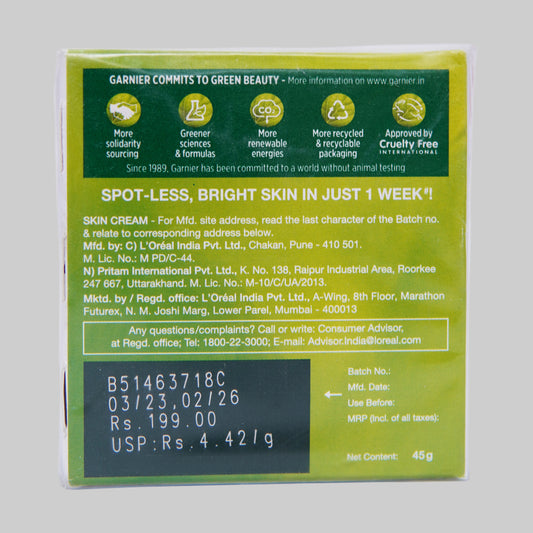 GARNIER COMMITS TO GREEN BEAUTY - More information on www.garnier.in
More solidarity sourcing
Greener sciences & formulas
CO₂
More renewable energies
More recycled & recyclable packaging
Approved by Cruelty Free INTERNATIONAL
Since 1989, Garnier has been committed to a world without animal testing
SPOT-LESS, BRIGHT SKIN IN JUST 1 WEEK#!
SKIN CREAM - For Mfd. site address, read the last character of the Batch no.
& relate to corresponding address below.
Mfd. by: C) L'Oréal India Pvt. Ltd., Chakan, Pune - 410 501.
M. Lic. No.: M PD/C-44.
N) Pritam International Pvt. Ltd., K. No. 138, Raipur Industrial Area, Roorkee
247 667, Uttarakhand. M. Lic. No.: M-10/C/UA/2013.
Mktd. by / Regd. office: L'Oréal India Pvt. Ltd., A-Wing, 8th Floor, Marathon
Futurex, N. M. Joshi Marg, Lower Parel, Mumbai - 400013
Any questions/complaints? Call or write: Consumer Advisor,
at Regd. office; Tel: 1800-22-3000; E-mail: Advisor.India@loreal.com
B51463718C
03/23,02/26
Rs.199.00
USP:Rs.4.42/g
Batch No.:
Mfd. Date:
Use Before:
MRP (Incl. of all taxes):
Net Content: 45g